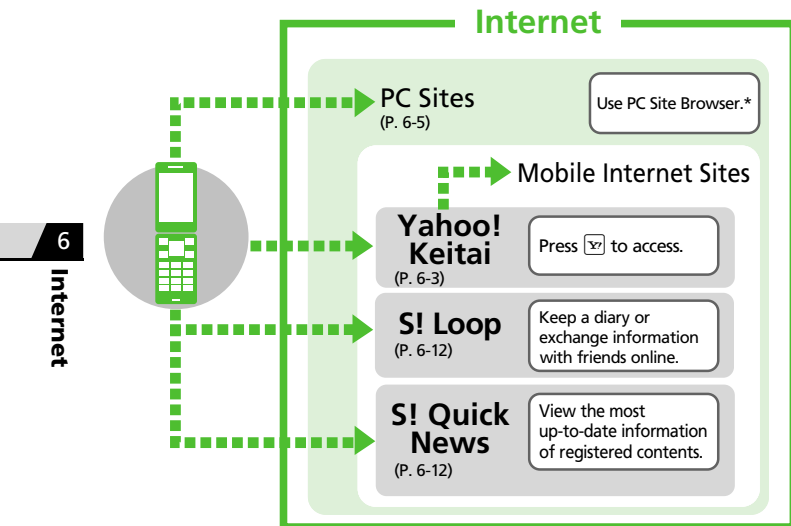 Internet
PC Sites
(P. 6-5)
Use PC Site Browser.*
Mobile Internet Sites
Yahoo!
Keitai
(P. 6-3)
Press Y! to access.
S! Loop
(P. 6-12)
Keep a diary or
exchange information
with friends online.
S! Quick
News
(P. 6-12)
View the most
up-to-date information
of registered contents.
6
Internet